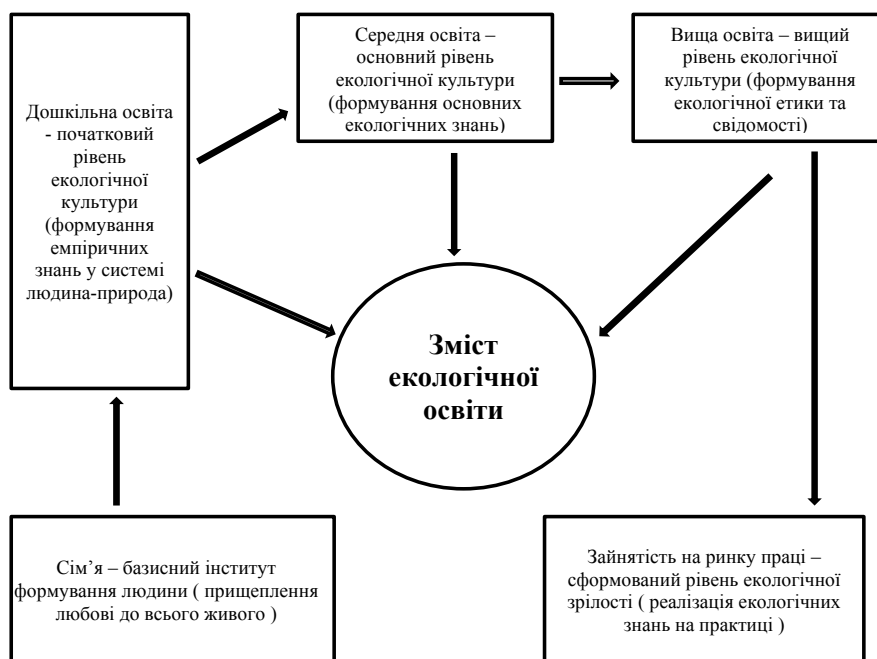 Дошкільна освіта
- початковий
рівень
екологічної
культури
(формування
емпіричних
знань у системі
людина-природа)
Середня освіта –
основний рівень
екологічної культури
(формування основних
екологічних знань)
Вища освіта – вищий
рівень екологічної
культури (формування
екологічної етики та
свідомості)
Зміст
екологічної
освіти
Сім’я – базисний інститут
формування людини ( прищеплення
любові до всього живого )
Зайнятість на ринку праці –
сформований рівень екологічної
зрілості ( реалізація екологічних
знань на практиці )